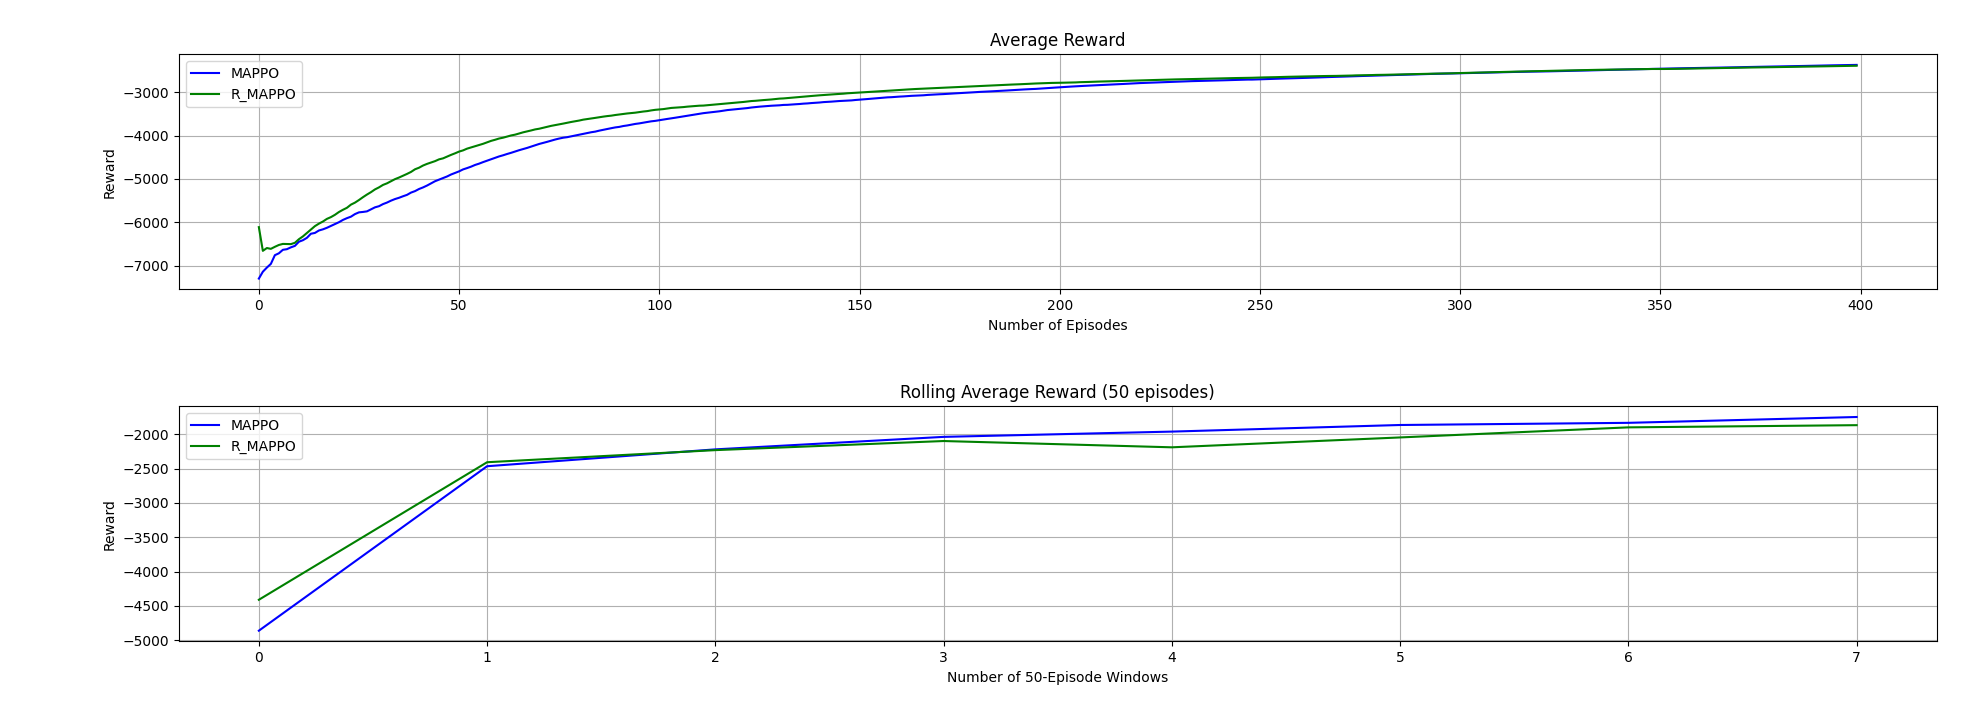 Average Reward
MAPPO
R_MAPPO
Reward
−3000
−4000
−5000
−6000
−7000
0 50 100 150 200 250 300 350 400
Number of Episodes
Rolling Average Reward (50 episodes)
MAPPO
R_MAPPO
Reward
−2000
−2500
−3000
−3500
−4000
−4500
−5000
0 1 2 3 4 5 6 7
Number of 50-Episode Windows